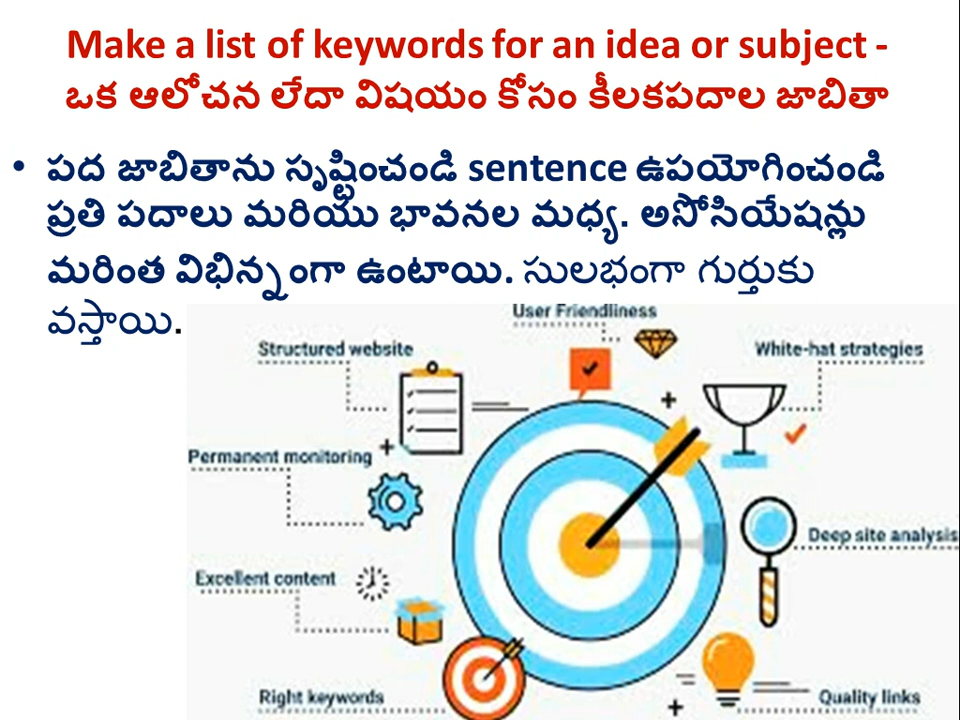 Make a list of keywords for an idea or subject -
ఒక ఆలోచన లేదా విషయం కోసం కీలకపదాల జాబితా
• పద జాబితాను సృష్టించండి sentence ఉపయోగించండి
ప్రతి పదాలు మరియు భావనల మధ్య. అసోసియేషన్లు
మరింత విభిన్నంగా ఉంటాయి. సులభంగా గుర్తుకు
వస్తాయి.
User Friendliness
Structured website
White-hat strategies
Permanent monitoring
Deep site analysis
Excellent content
Right keywords
Quality links